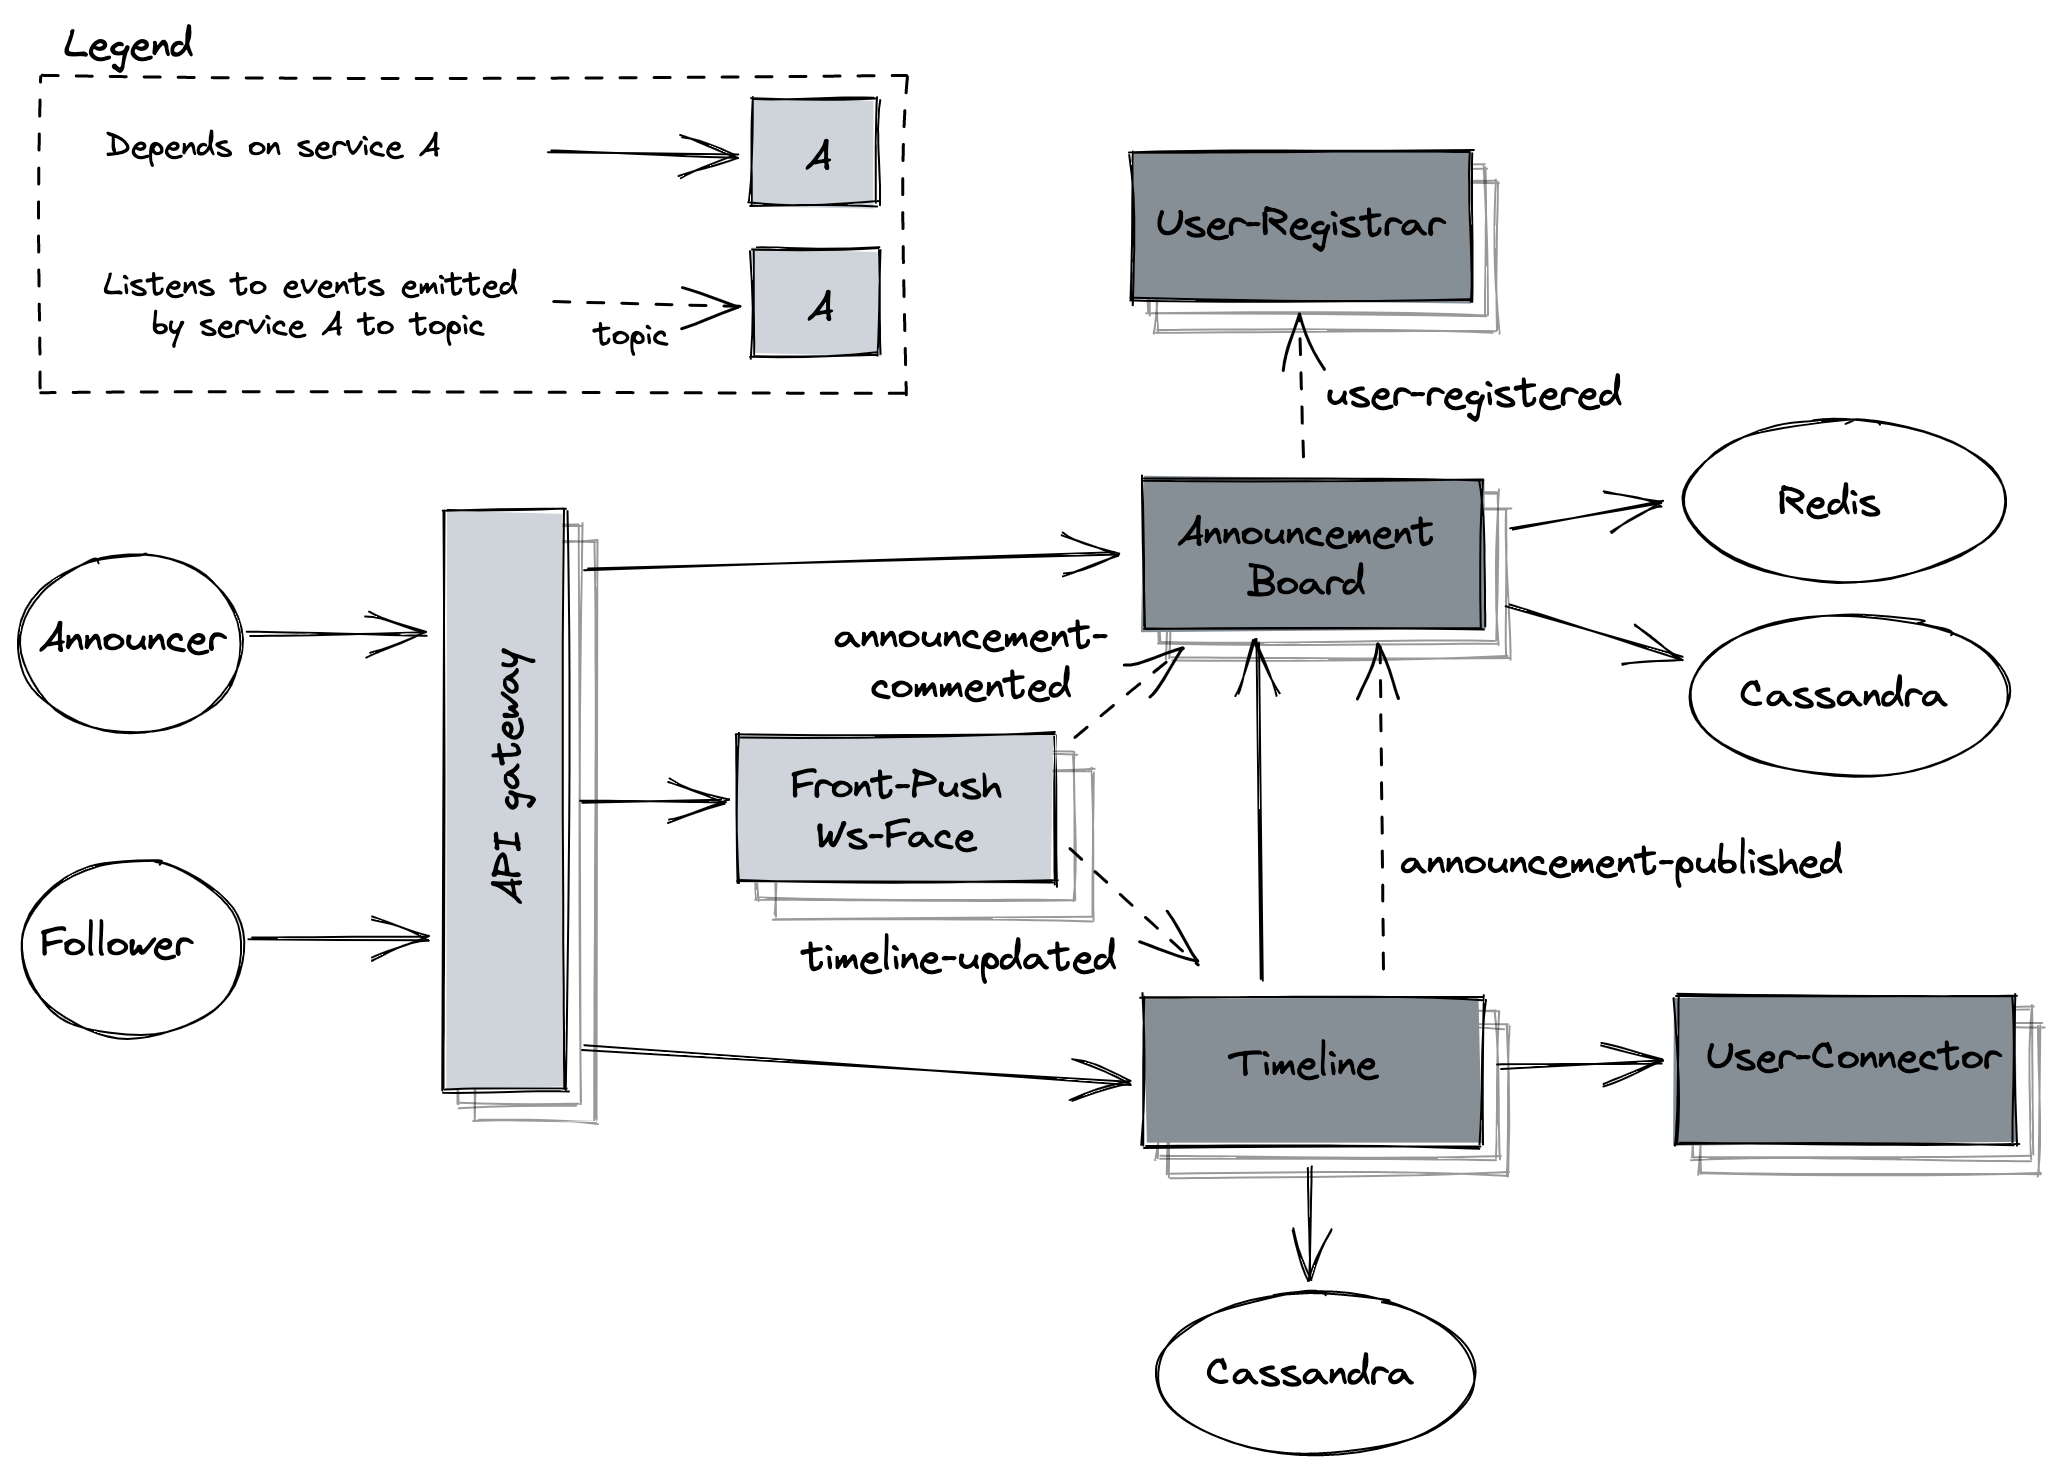 Legend
Depends on service A
A
Listens to events emitted
by service A to topic
topic
A
User-Registrar
user-registered
Redis
Announcement
Board
Announcer
announcement-
commented
Cassandra
API gateway
Front-Push
Ws-Face
announcement-published
Follower
timeline-updated
Timeline
User-Connector
Cassandra